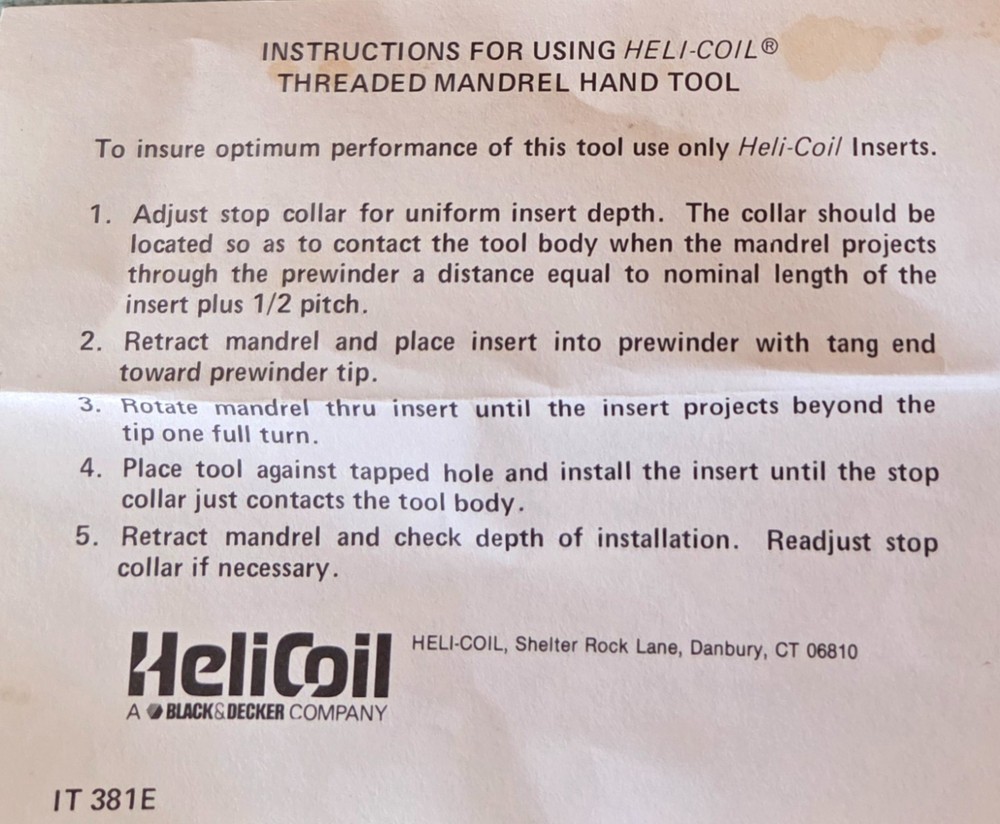 INSTRUCTIONS FOR USING HELI-COIL®
THREADED MANDREL HAND TOOL
To insure optimum performance of this tool use only Heli-Coil Inserts.
1. Adjust stop collar for uniform insert depth. The collar should be
located so as to contact the tool body when the mandrel projects
through the prewinder a distance equal to nominal length of the
insert plus 1/2 pitch.
2. Retract mandrel and place insert into prewinder with tang end
toward prewinder tip.
3. Rotate mandrel thru insert until the insert projects beyond the
tip one full turn.
4. Place tool against tapped hole and install the insert until the stop
collar just contacts the tool body.
5. Retract mandrel and check depth of installation. Readjust stop
collar if necessary.
HeliCoil
HELI-COIL, Shelter Rock Lane, Danbury, CT 06810
A BLACK & DECKER COMPANY
IT 381E